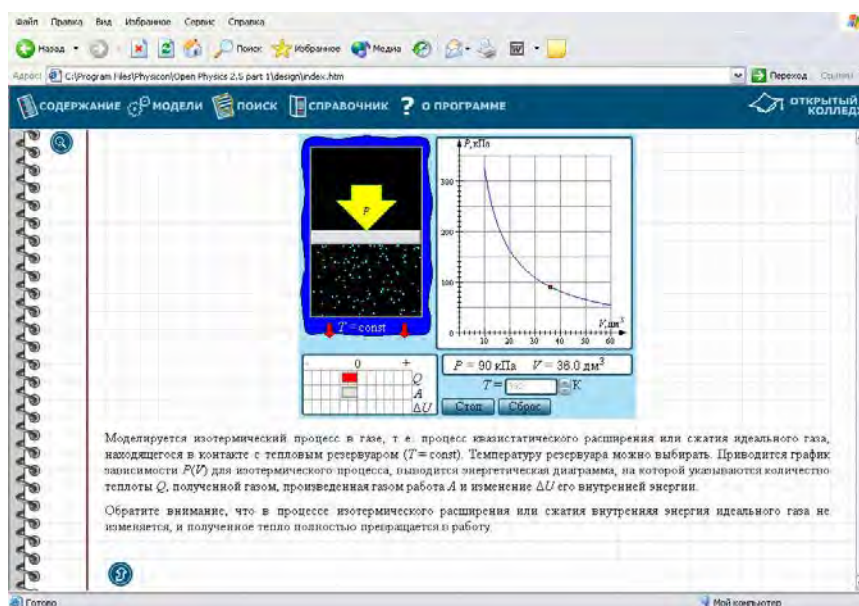 Файл Правка Вид Избранное Сервис Справка
Назад Поиск Избранное Медиа
Адрес C:\Program Files\Physicon\Open Physics 2.5 part 1\design\index.htm Переход Ссылки
СОДЕРЖАНИЕ МОДЕЛИ ПОИСК СПРАВОЧНИК ? О ПРОГРАММЕ ОТКРЫТЫЙ КОЛЛЕДЖ
P, кПа
300
200
100
0
10 20 30 40 50 60
V, дм³
P
T = const
- 0 +
Q
A
ΔU
P = 90 кПа V = 36.0 дм³
T = К
Стоп Сброс
Моделируется изотермический процесс в газе, т. е. процесс квазистатического расширения или сжатия идеального газа,
находящегося в контакте с тепловым резервуаром (T = const). Температуру резервуара можно выбирать. Приводится график
зависимости P(V) для изотермического процесса, выводится энергетическая диаграмма, на которой указываются количество
теплоты Q, полученной газом, произведенная газом работа A и изменение ΔU его внутренней энергии.
Обратите внимание, что в процессе изотермического расширения или сжатия внутренняя энергия идеального газа не
изменяется, и полученное тепло полностью превращается в работу.
Готово Мой компьютер